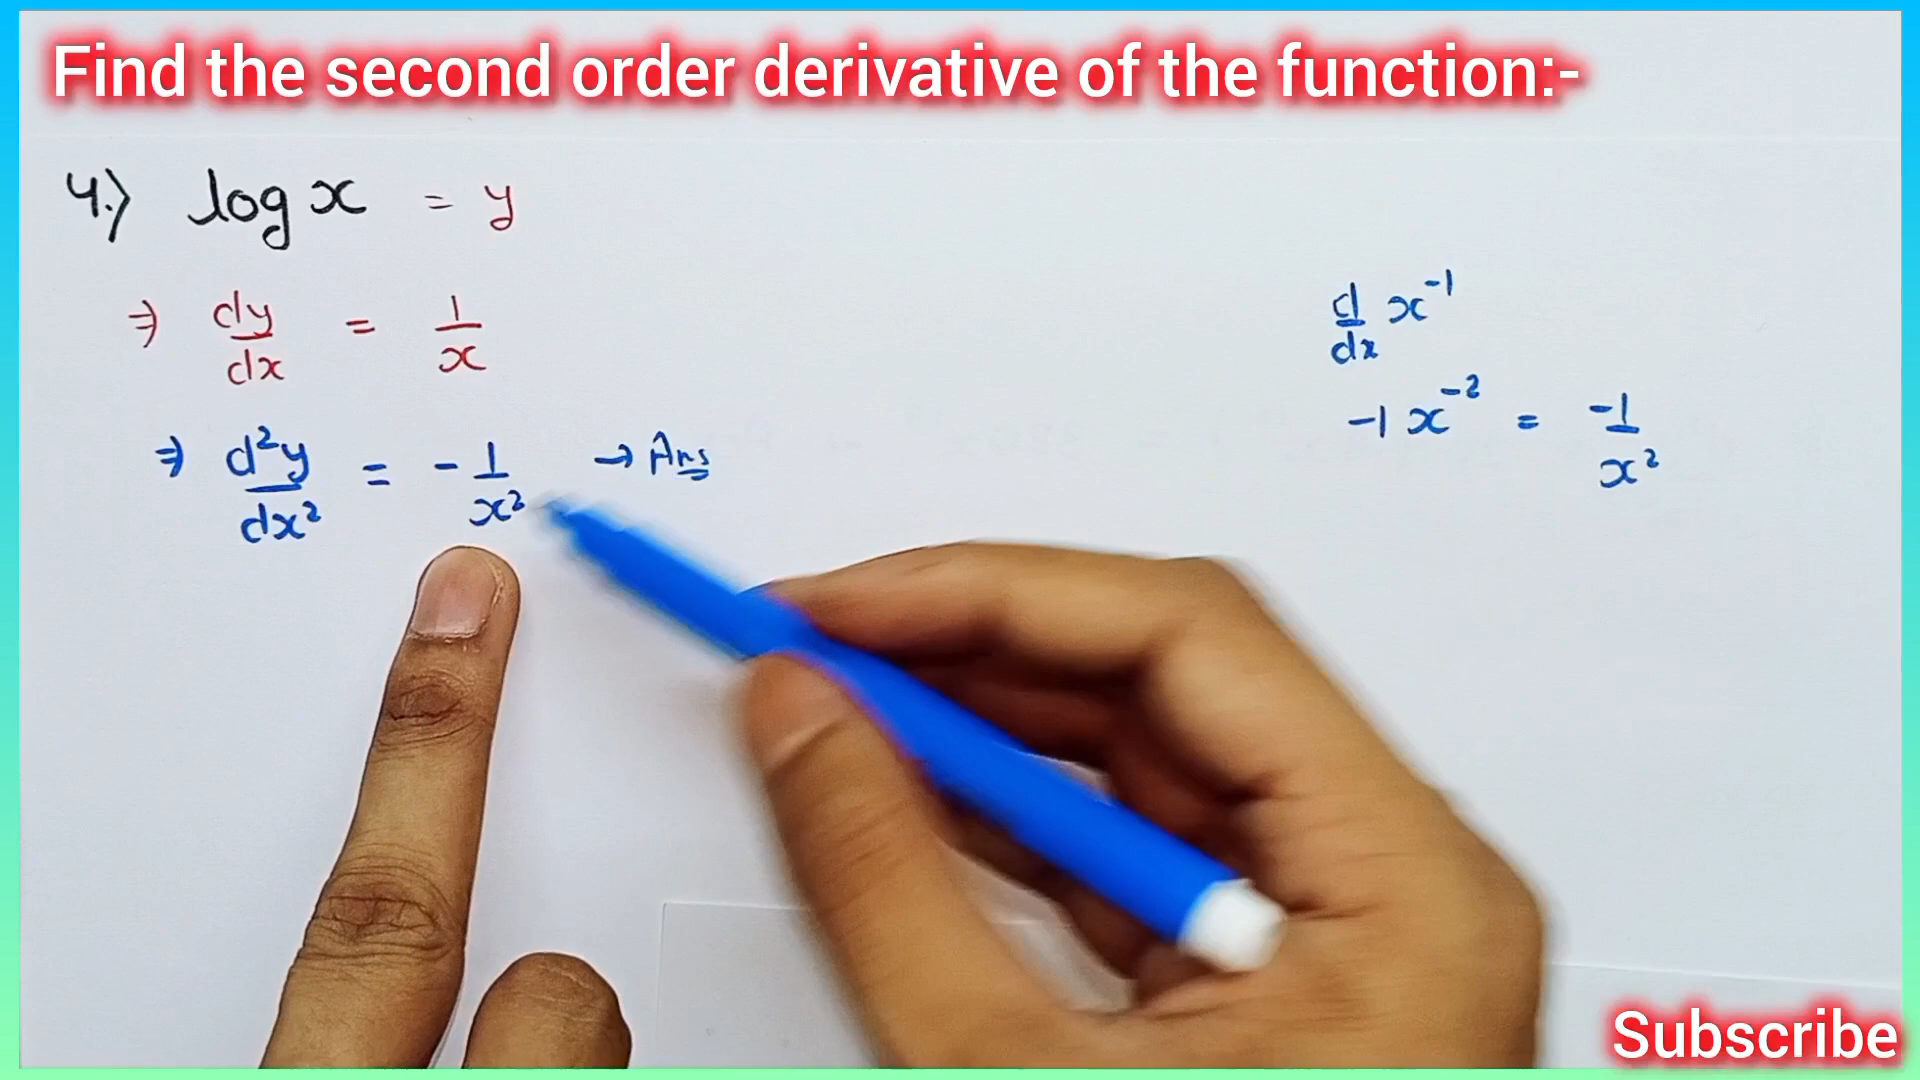 Find the second order derivative of the function:-
4.) log x = y
⇒ dy/dx = 1/x
⇒ d²y/dx² = - 1/x² → Ans
d/dx x⁻¹
-1 x⁻² = -1/x²
Subscribe